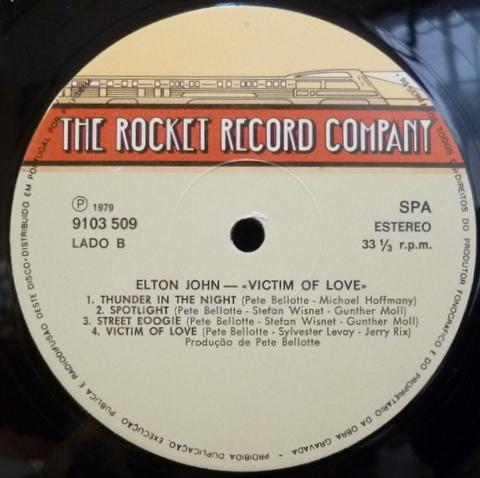 THE ROCKET RECORD COMPANY
Ⓟ 1979
9103 509
LADO B
SPA
ESTEREO
33 ⅓ r.p.m.
ELTON JOHN — «VICTIM OF LOVE»
1. THUNDER IN THE NIGHT (Pete Bellotte - Michael Hoffmany)
2. SPOTLIGHT (Pete Bellotte - Stefan Wisnet - Gunther Moll)
3. STREET BOOGIE (Pete Bellotte - Stefan Wisnet - Gunther Moll)
4. VICTIM OF LOVE (Pete Bellotte - Sylvester Levay - Jerry Rix)
Produção de Pete Bellotte
RESERVADOS TODOS OS DIREITOS DO PRODUTOR FONOGRÁFICO E DO PROPRIETÁRIO DA OBRA GRAVADA - PROIBIDA DUPLICAÇÃO, EXECUÇÃO PÚBLICA E RADIODIFUSÃO DESTE DISCO - DISTRIBUIDO EM PORTUGAL POR